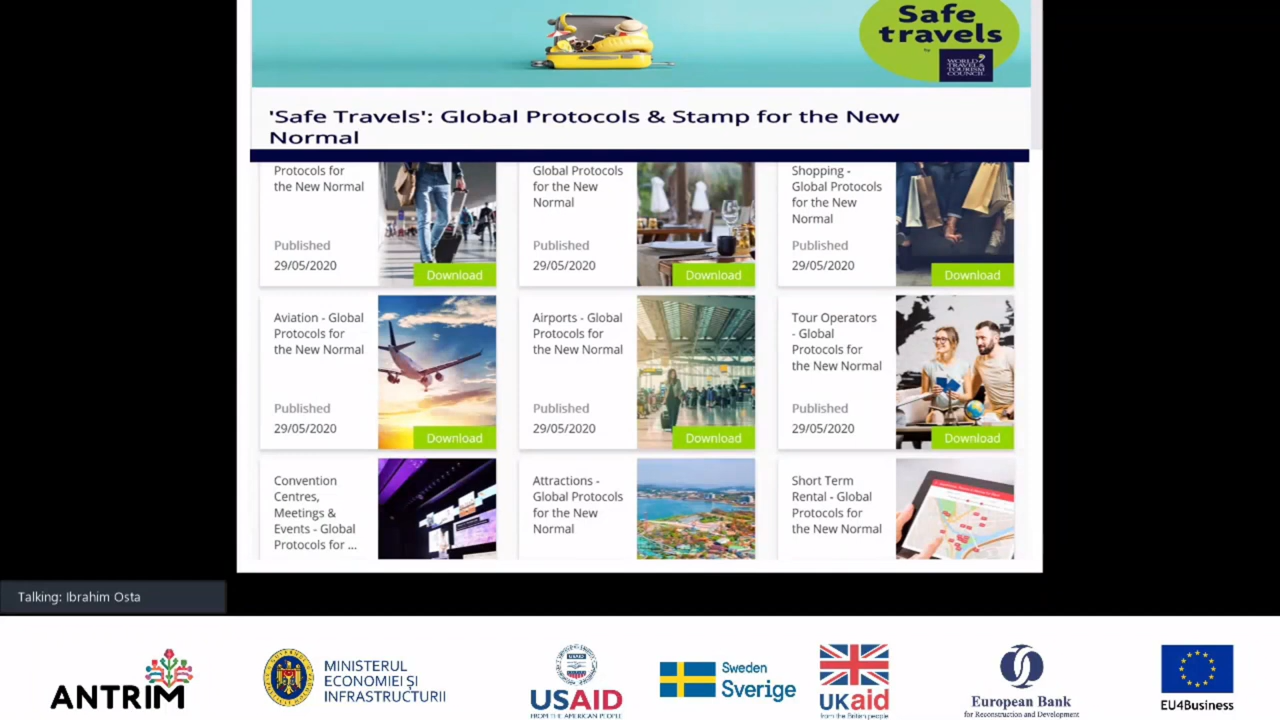 Safe
travels
by
WORLD
TRAVEL &
TOURISM
COUNCIL
'Safe Travels': Global Protocols & Stamp for the New
Normal
Protocols for
the New Normal
Published
29/05/2020
Download
Global Protocols
for the New
Normal
Published
29/05/2020
Download
Shopping -
Global Protocols
for the New
Normal
Published
29/05/2020
Download
Aviation - Global
Protocols for
the New Normal
Published
29/05/2020
Download
Airports - Global
Protocols for
the New Normal
Published
29/05/2020
Download
Tour Operators
- Global
Protocols for
the New Normal
Published
29/05/2020
Download
Convention
Centres,
Meetings &
Events - Global
Protocols for ...
Attractions -
Global Protocols
for the New
Normal
Short Term
Rental - Global
Protocols for
the New Normal
Talking: Ibrahim Osta
ANTRIM
MINISTERUL
ECONOMIEI ȘI
INFRASTRUCTURII
USAID
FROM THE AMERICAN PEOPLE
Sweden
Sverige
UKaid
from the British people
European Bank
for Reconstruction and Development
EU4Business